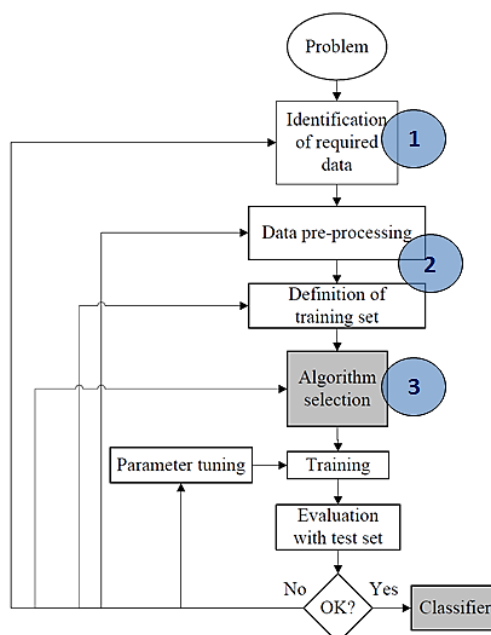 Problem
Identification
of required
data
1
Data pre-processing
2
Definition of
training set
Algorithm
selection
3
Parameter tuning
Training
Evaluation
with test set
No
OK?
Yes
Classifier